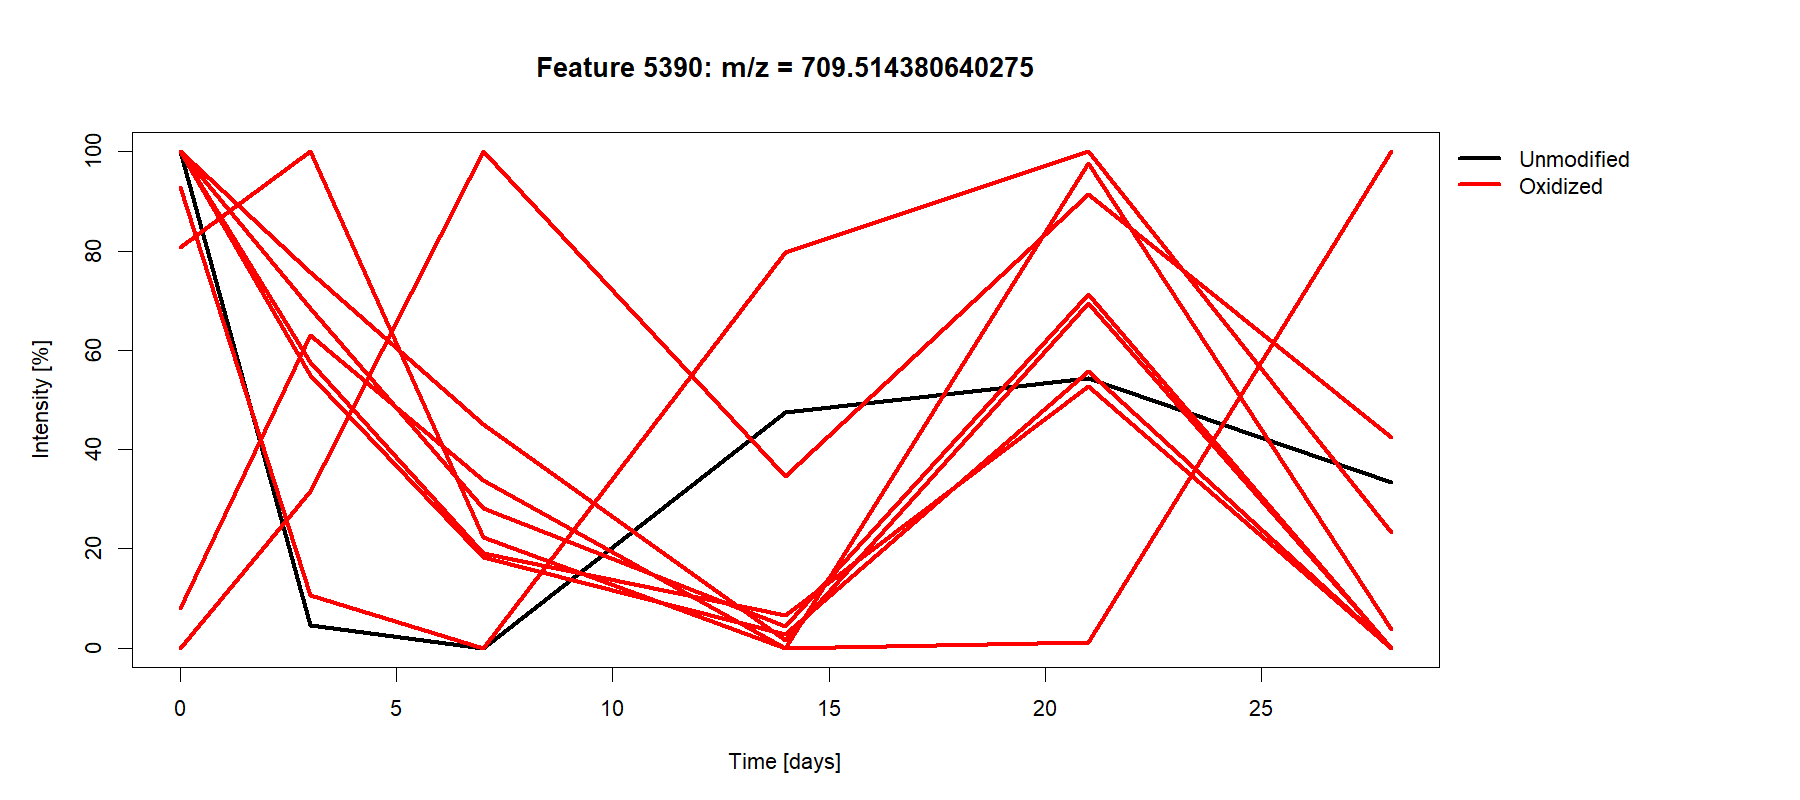 Feature 5390: m/z = 709.514380640275
100
80
60
40
20
0
Intensity [%]
0 5 10 15 20 25
Time [days]
Unmodified
Oxidized